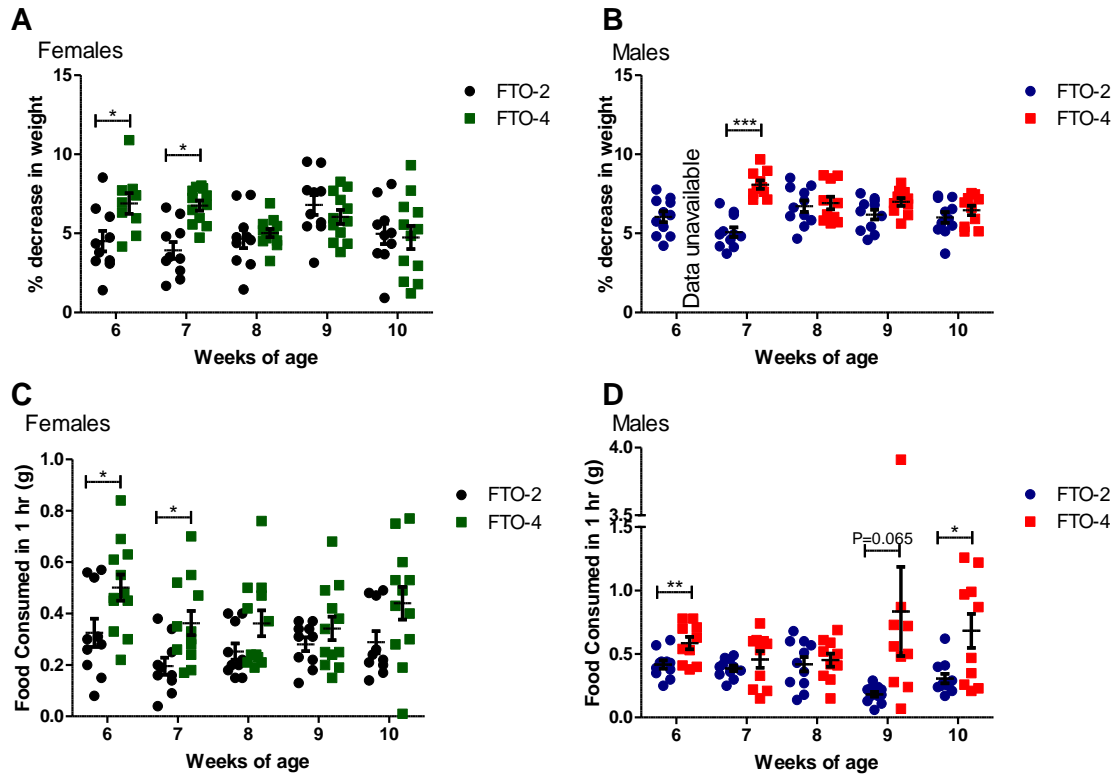 A
Females
% decrease in weight
15
10
5
0
*
*
6 7 8 9 10
Weeks of age
FTO-2
FTO-4
B
Males
% decrease in weight
15
10
5
0
Data unavailable
***
6 7 8 9 10
Weeks of age
FTO-2
FTO-4
C
Females
Food Consumed in 1 hr (g)
1.0
0.8
0.6
0.4
0.2
0.0
*
*
6 7 8 9 10
Weeks of age
FTO-2
FTO-4
D
Males
Food Consumed in 1 hr (g)
4.0
3.5
1.5
1.0
0.5
0.0
**
P=0.065
*
6 7 8 9 10
Weeks of age
FTO-2
FTO-4